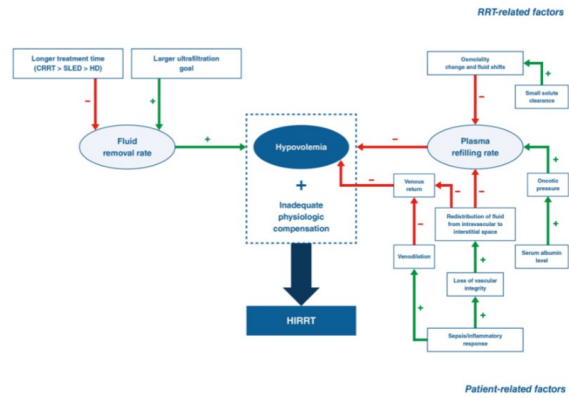 RRT-related factors
Longer treatment time
(CRRT > SLED > HD)
Larger ultrafiltration
goal
Osmolality
change and fluid shifts
+
Small solute
clearance
–
+
–
Fluid
removal rate
+
Hypovolemia
–
Plasma
refilling rate
+
+
Inadequate
physiologic
compensation
–
Venous
return
–
–
Oncotic
pressure
Redistribution of fluid
from intravascular to
interstitial space
–
+
Venodilation
+
Serum albumin
level
Loss of vascular
integrity
HIRRT
+
+
Sepsis/inflammatory
response
Patient-related factors